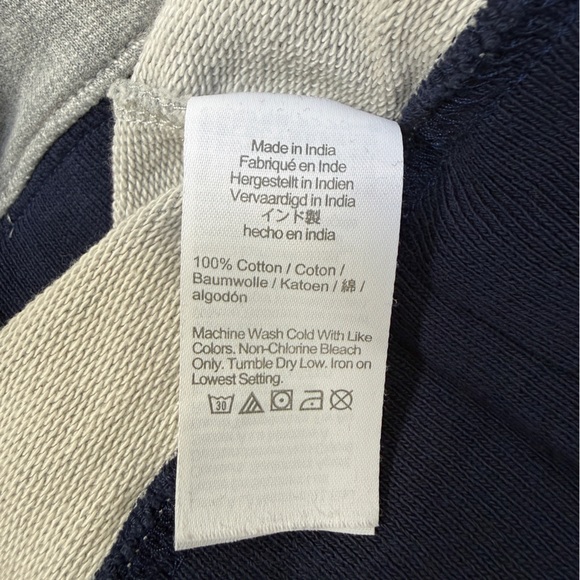 Made in India
Fabriqué en Inde
Hergestellt in Indien
Vervaardigd in India
インド製
hecho en india
100% Cotton / Coton /
Baumwolle / Katoen / 綿 /
algodón
Machine Wash Cold With Like
Colors. Non-Chlorine Bleach
Only. Tumble Dry Low. Iron on
Lowest Setting.
30